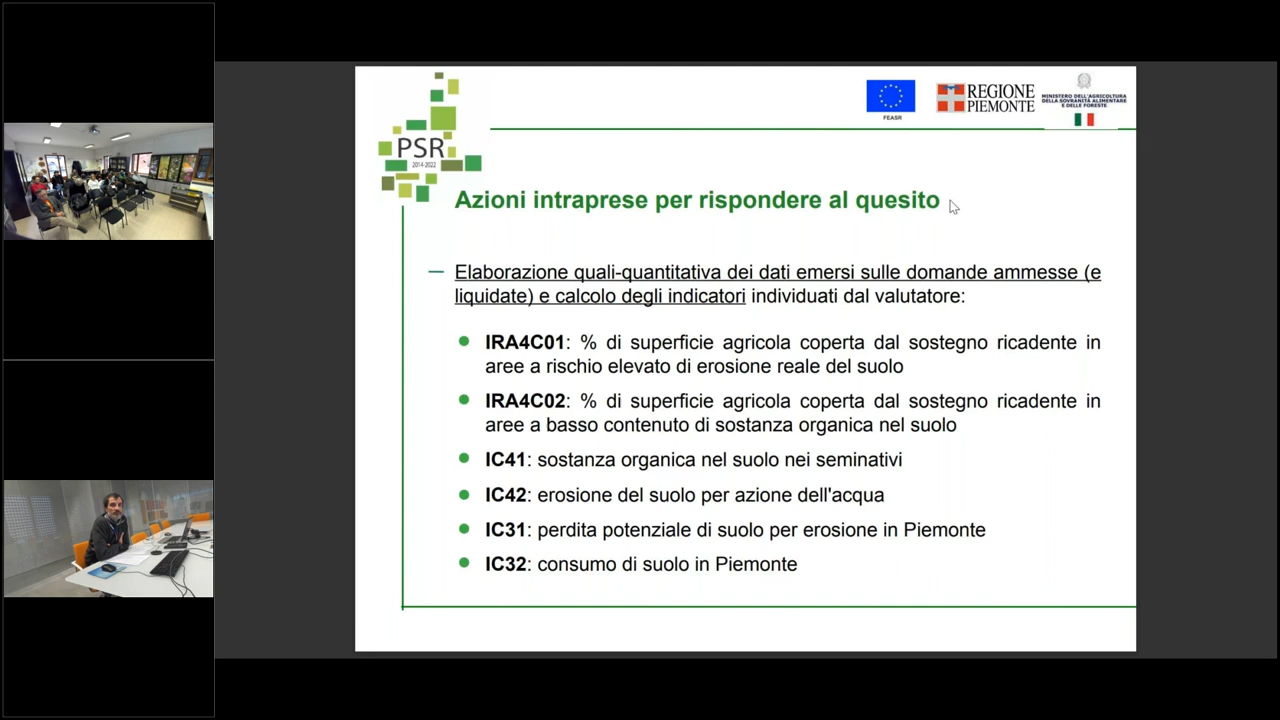 FEASR
REGIONE
PIEMONTE
MINISTERO DELL'AGRICOLTURA
DELLA SOVRANITÀ ALIMENTARE
E DELLE FORESTE
PSR
2014-2022
Azioni intraprese per rispondere al quesito
Elaborazione quali-quantitativa dei dati emersi sulle domande ammesse (e
liquidate) e calcolo degli indicatori individuati dal valutatore:
IRA4C01: % di superficie agricola coperta dal sostegno ricadente in
aree a rischio elevato di erosione reale del suolo
IRA4C02: % di superficie agricola coperta dal sostegno ricadente in
aree a basso contenuto di sostanza organica nel suolo
IC41: sostanza organica nel suolo nei seminativi
IC42: erosione del suolo per azione dell'acqua
IC31: perdita potenziale di suolo per erosione in Piemonte
IC32: consumo di suolo in Piemonte